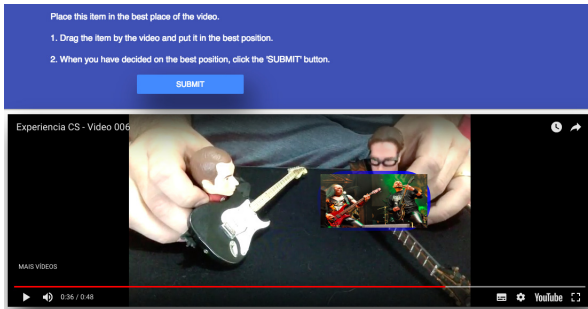 Place this item in the best place of the video.
1. Drag the item by the video and put it in the best position.
2. When you have decided on the best position, click the 'SUBMIT' button.
SUBMIT
Experiencia CS - Video 006
MAIS VÍDEOS
0:36 / 0:48
YouTube